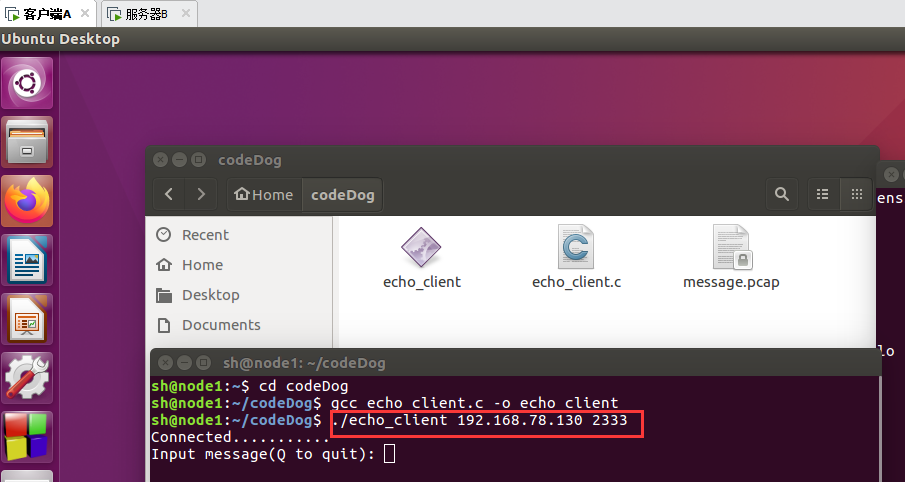 客户端A
服务器B
Ubuntu Desktop
codeDog
Home
codeDog
ens
Recent
Home
Desktop
Documents
echo_client
echo_client.c
message.pcap
lo
sh@node1: ~/codeDog
sh@node1:~$ cd codeDog
sh@node1:~/codeDog$ gcc echo_client.c -o echo_client
sh@node1:~/codeDog$ ./echo_client 192.168.78.130 2333
Connected...........
Input message(Q to quit):